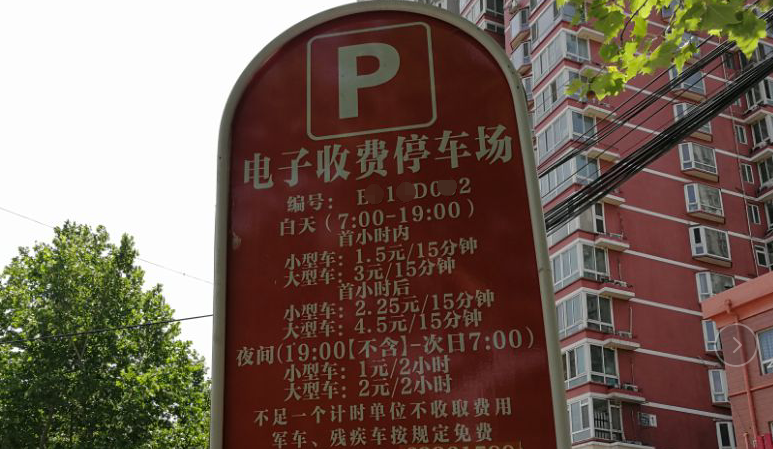 P
电子收费停车场
编号：
白天（7:00-19:00）
首小时内
小型车：1.5元/15分钟
大型车：3元/15分钟
首小时后
小型车：2.25元/15分钟
大型车：4.5元/15分钟
夜间(19:00【不含】-次日7:00)
小型车：1元/2小时
大型车：2元/2小时
不足一个计时单位不收取费用
军车、残疾车按规定免费